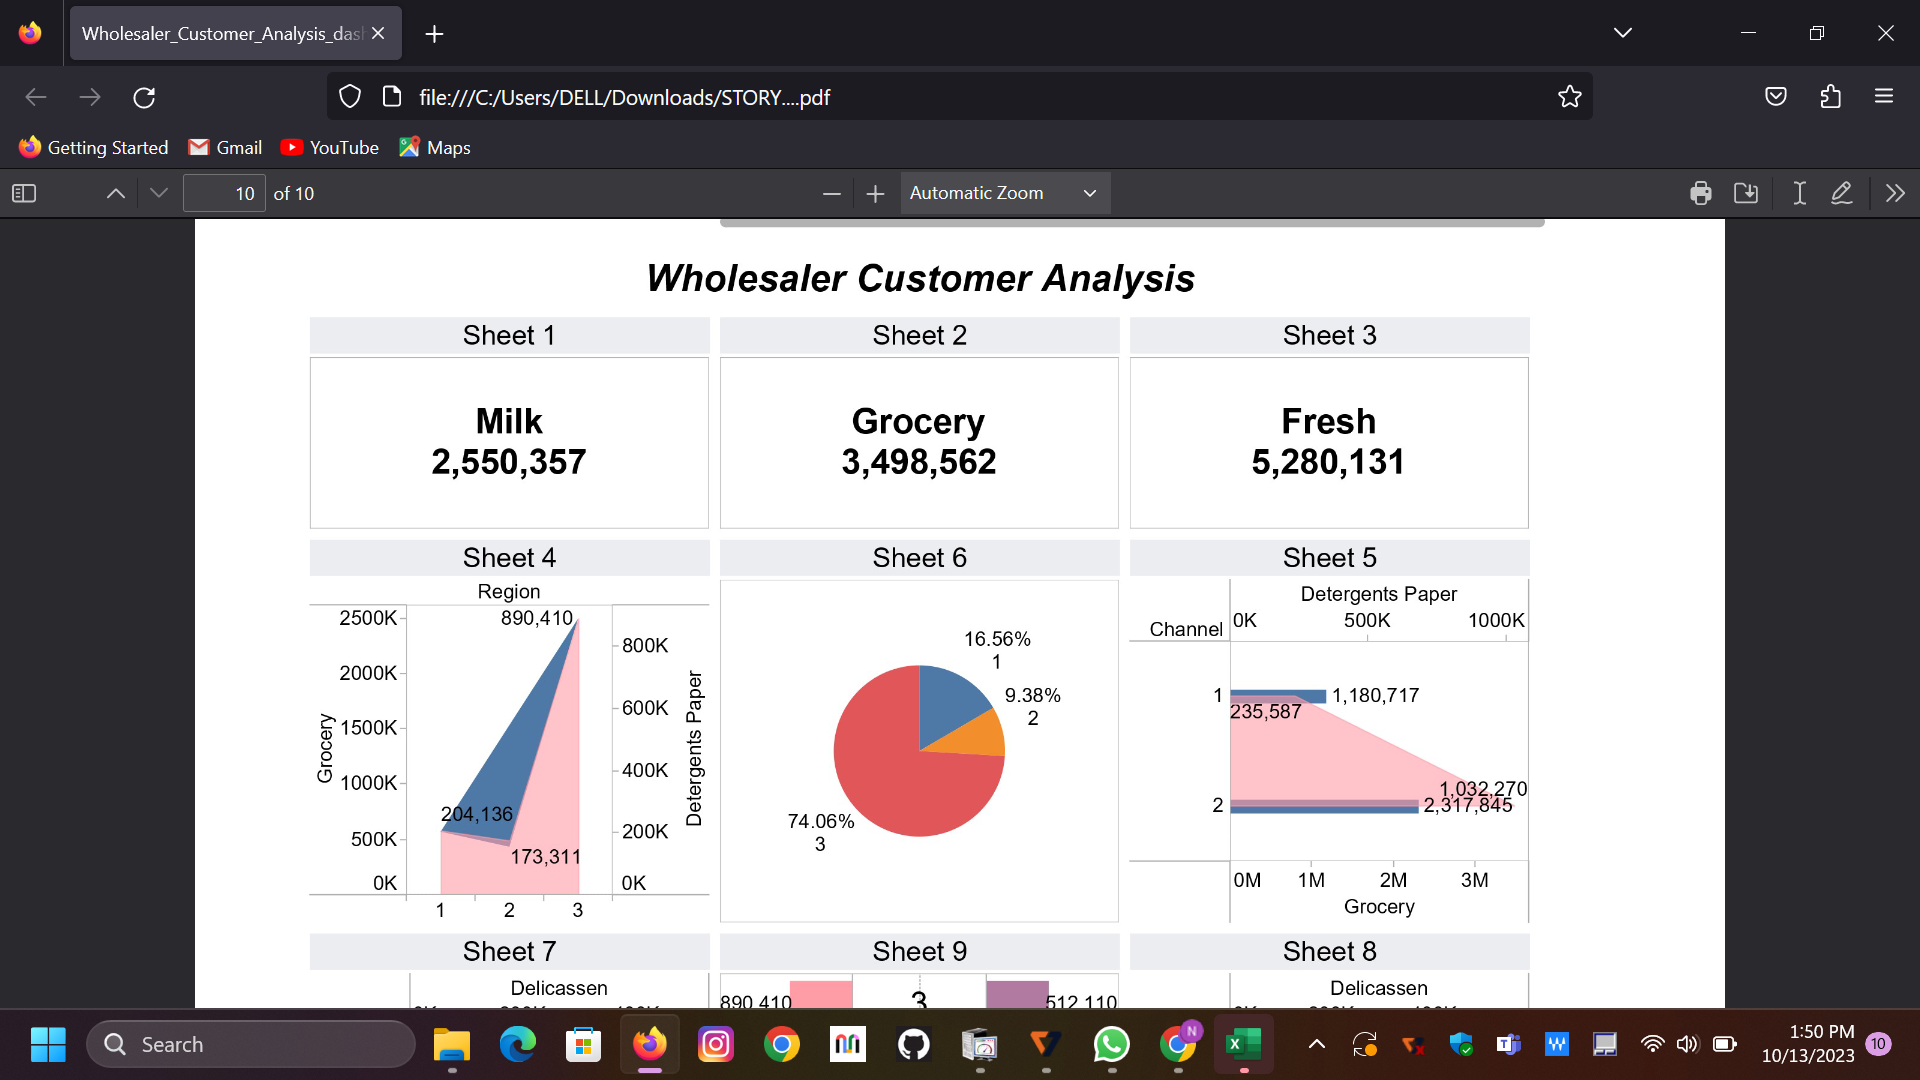 Wholesaler_Customer_Analysis_das
file:///C:/Users/DELL/Downloads/STORY....pdf
Getting Started Gmail YouTube Maps
10 of 10 Automatic Zoom
Wholesaler Customer Analysis
Sheet 1
Milk
2,550,357
Sheet 2
Grocery
3,498,562
Sheet 3
Fresh
5,280,131
Sheet 4
Region
2500K
2000K
1500K
1000K
500K
0K
Grocery
890,410
204,136
173,311
800K
600K
400K
200K
0K
Detergents Paper
1 2 3
Sheet 6
16.56%
1
9.38%
2
74.06%
3
Sheet 5
Detergents Paper
Channel 0K 500K 1000K
1 1,180,717
235,587
1,032,270
2 2,317,845
0M 1M 2M 3M
Grocery
Sheet 7
Delicassen
Sheet 9
890,410 3 512,110
Sheet 8
Delicassen
Search
N
1:50 PM
10/13/2023
10